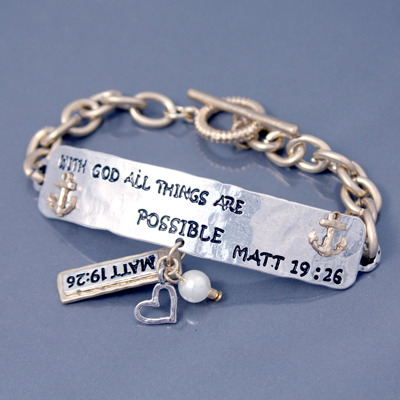 WITH GOD ALL THINGS ARE
POSSIBLE
MATT 19:26
MATT 19:26